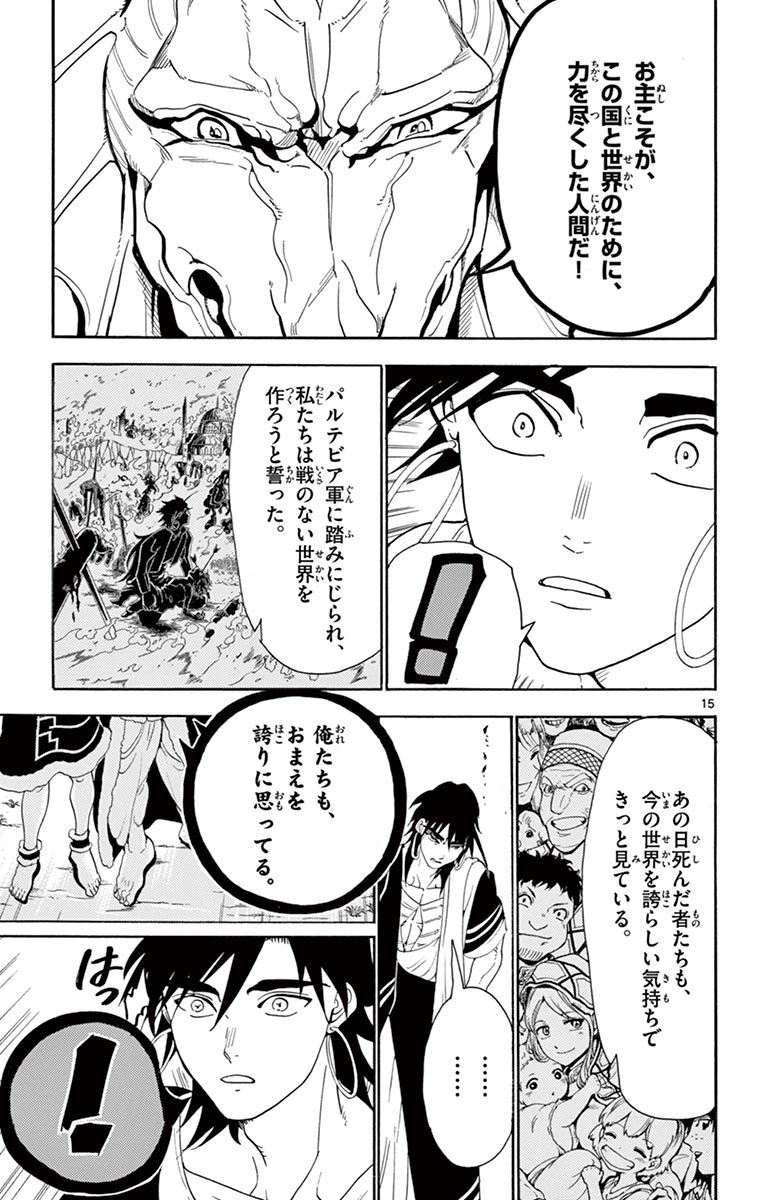 お主こそが、
この国と世界のために、
力を尽くした人間だ!
!
パルテビア軍に踏みにじられ、
私たちは戦のない世界を
作ろうと誓った。
15
あの日死んだ者たちも、
今の世界を誇らしい気持ちで
きっと見ている。
………
………
俺たちも、
おまえを
誇りに思ってる。
はっ
!